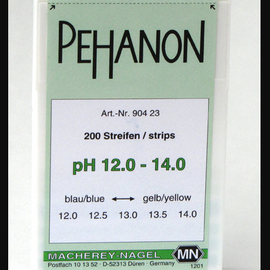 PEHANON
Art.-Nr. 904 23
200 Streifen / strips
pH 12.0 - 14.0
blau/blue ↔ gelb/yellow
12.0 12.5 13.0 13.5 14.0
MACHEREY-NAGEL MN
Postfach 10 13 52 · D-52313 Düren · Germany
1201